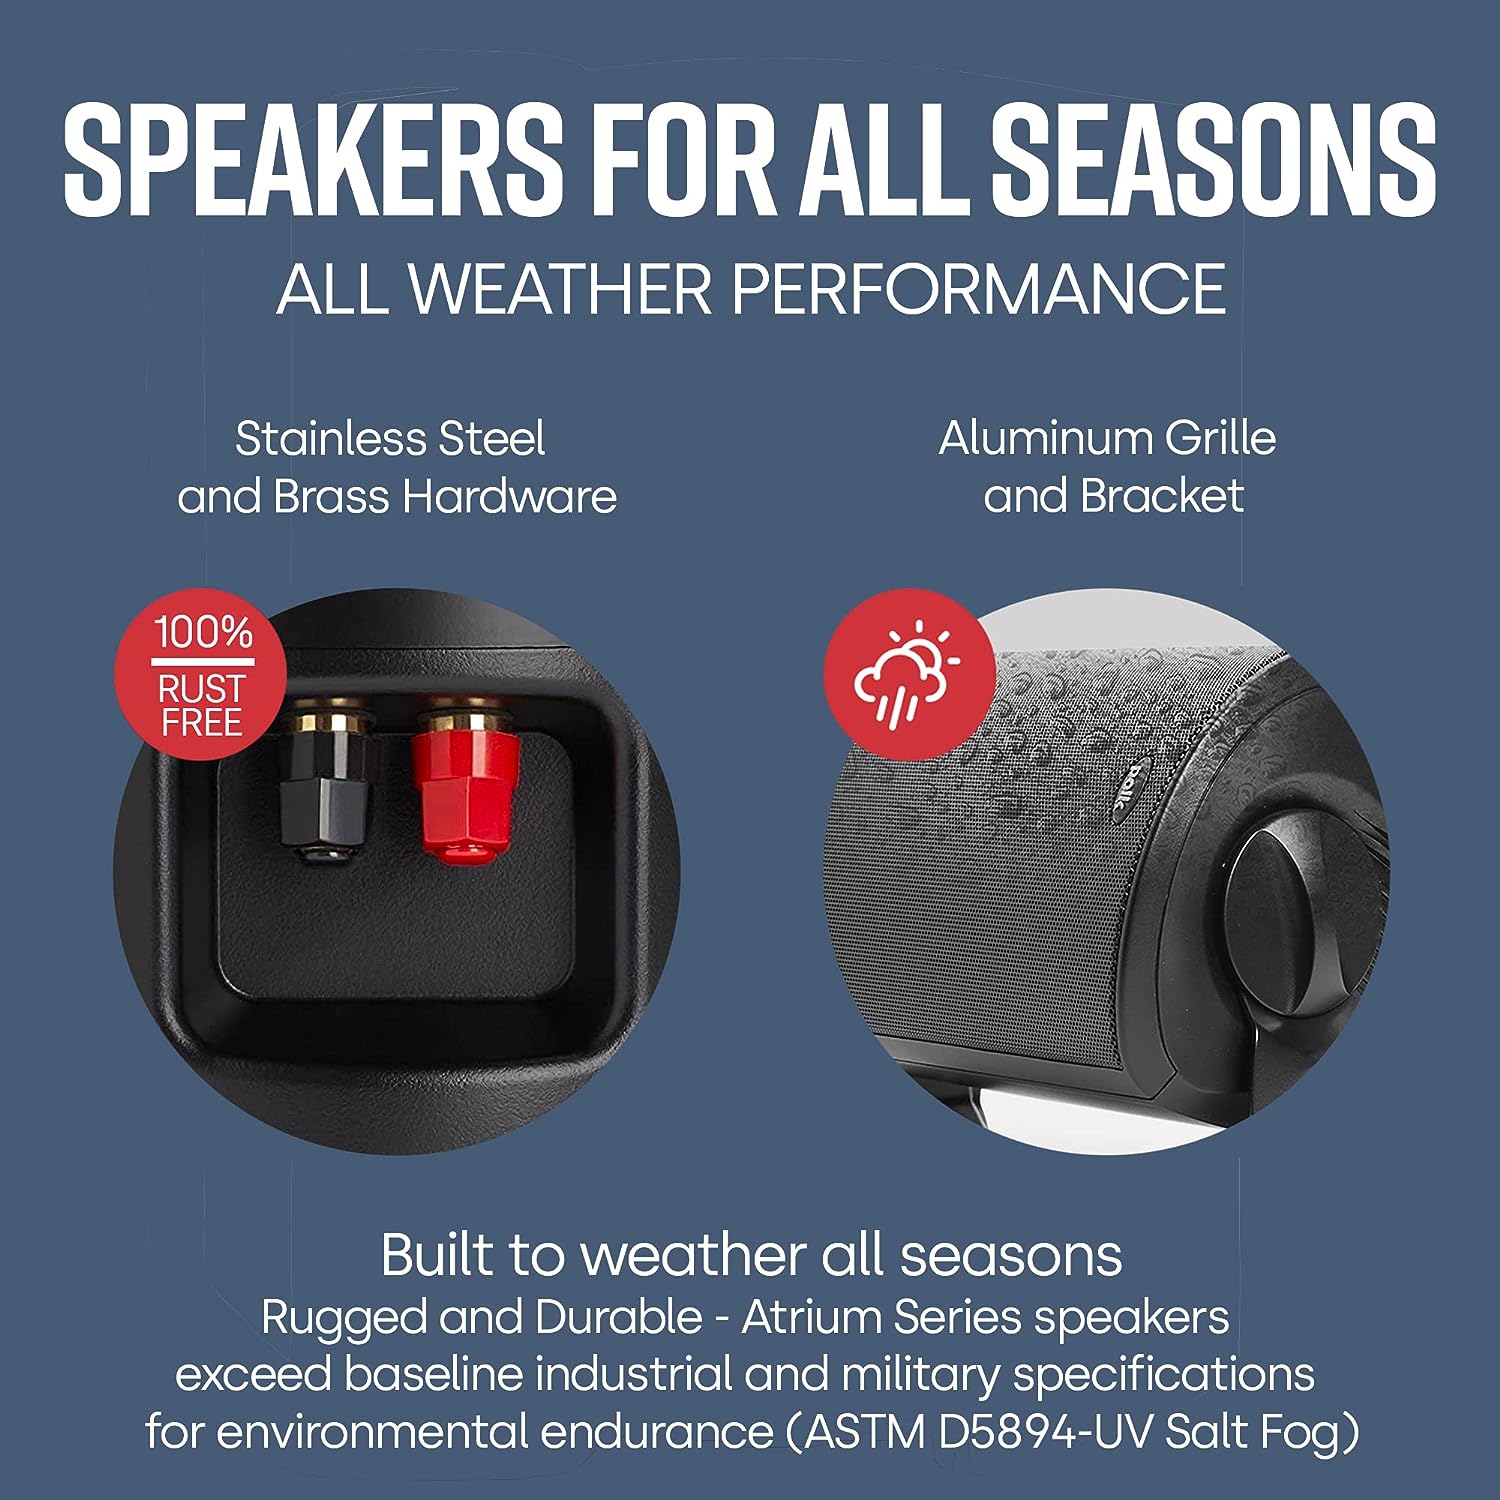 SPEAKERS FOR ALL SEASONS
ALL WEATHER PERFORMANCE
Stainless Steel
and Brass Hardware
Aluminum Grille
and Bracket
100%
RUST
FREE
polk
Built to weather all seasons
Rugged and Durable - Atrium Series speakers
exceed baseline industrial and military specifications
for environmental endurance (ASTM D5894-UV Salt Fog)